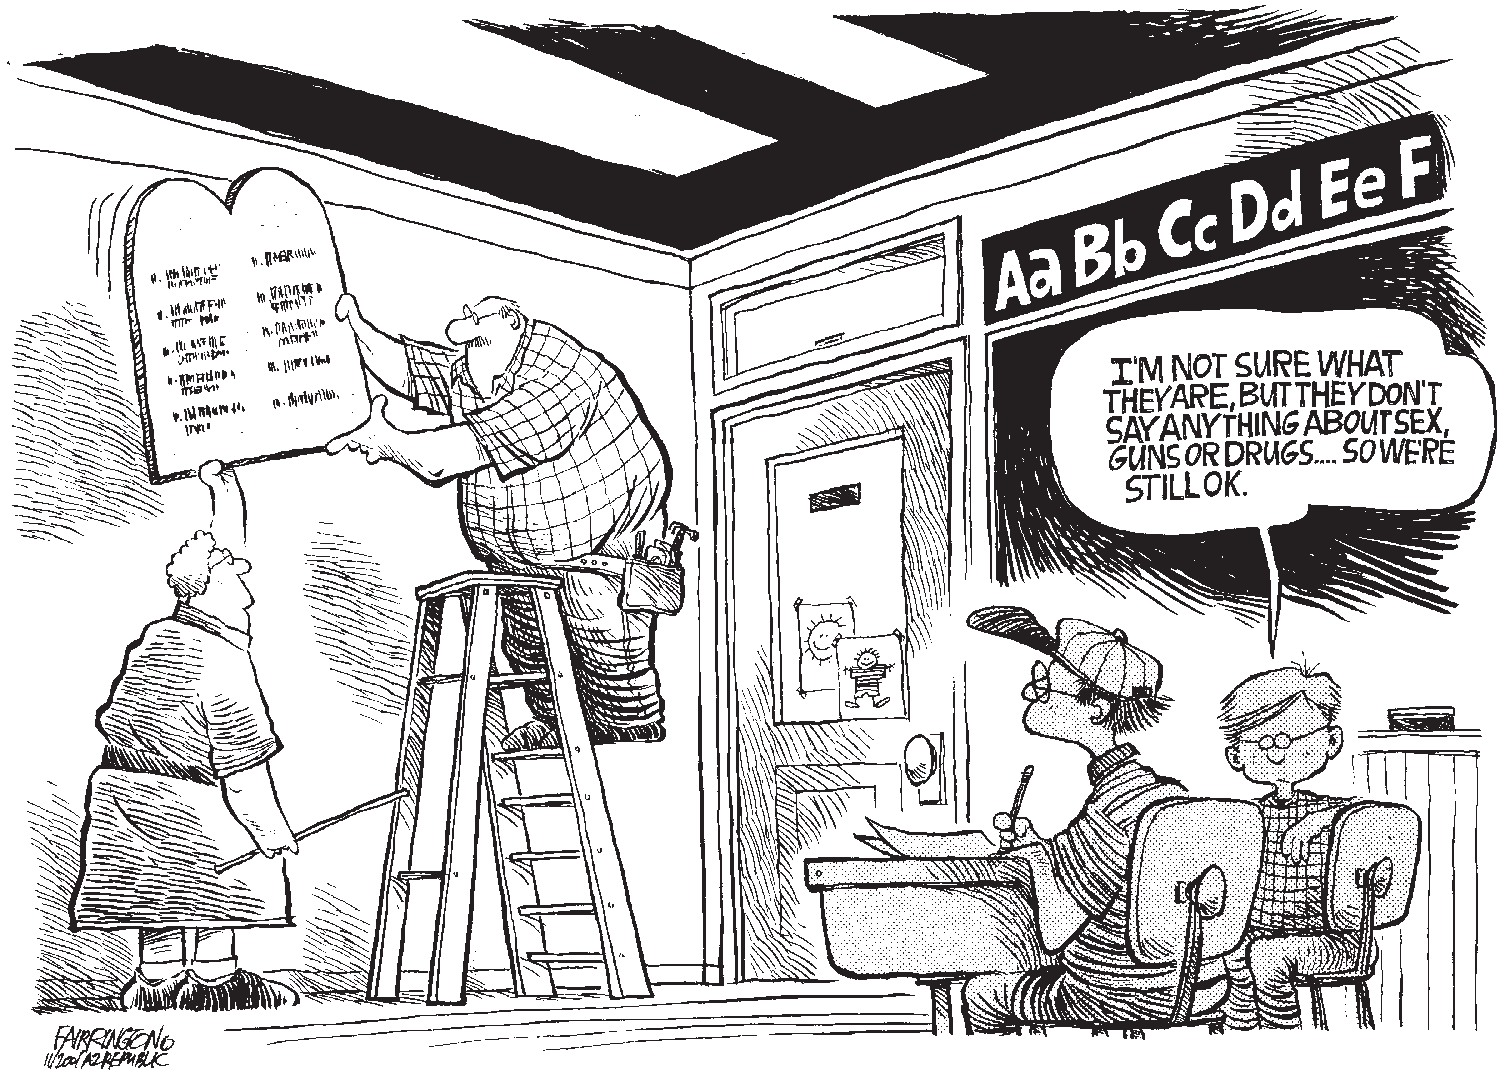 Aa Bb Cc Dd Ee F
I'M NOT SURE WHAT
THEY ARE, BUT THEY DON'T
SAY ANYTHING ABOUT SEX,
GUNS OR DRUGS.... SO WE'RE
STILL OK.
FARRINGTON©
AZ REPUBLIC